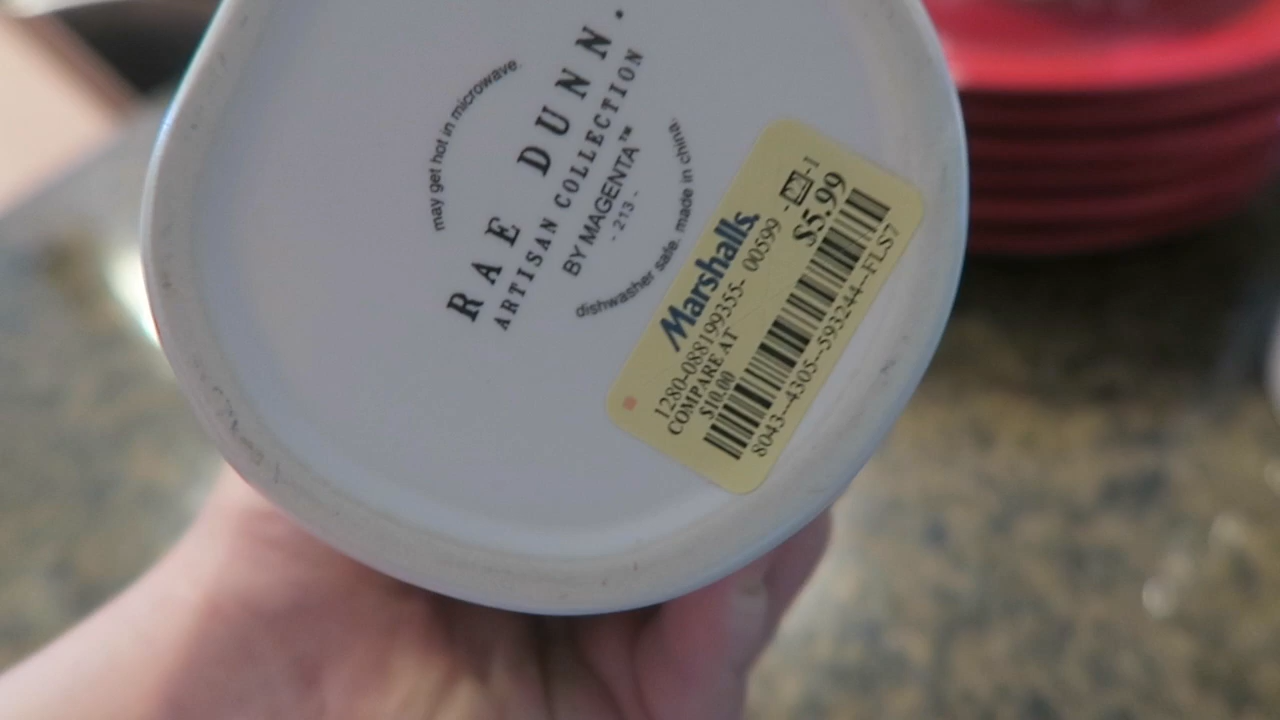 may get hot in microwave.
RAE DUNN.
ARTISAN COLLECTION
BY MAGENTA™
- 213 -
dishwasher safe. made in china.
Marshalls.
1280-088199355- 00599 -
-1
$5.99
COMPARE AT
$10.00
8043--4305--593244--FLS7